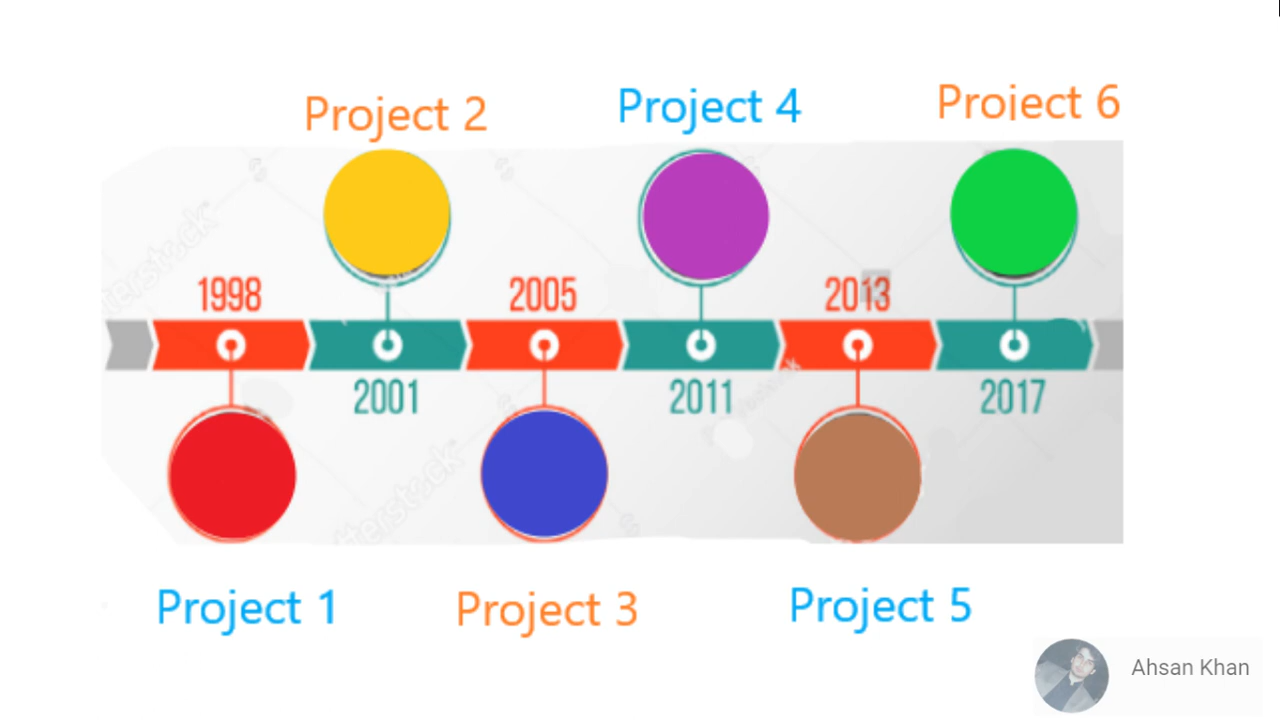 Project 2
Project 4
Project 6
1998
2005
2013
2001
2011
2017
Project 1
Project 3
Project 5
Ahsan Khan